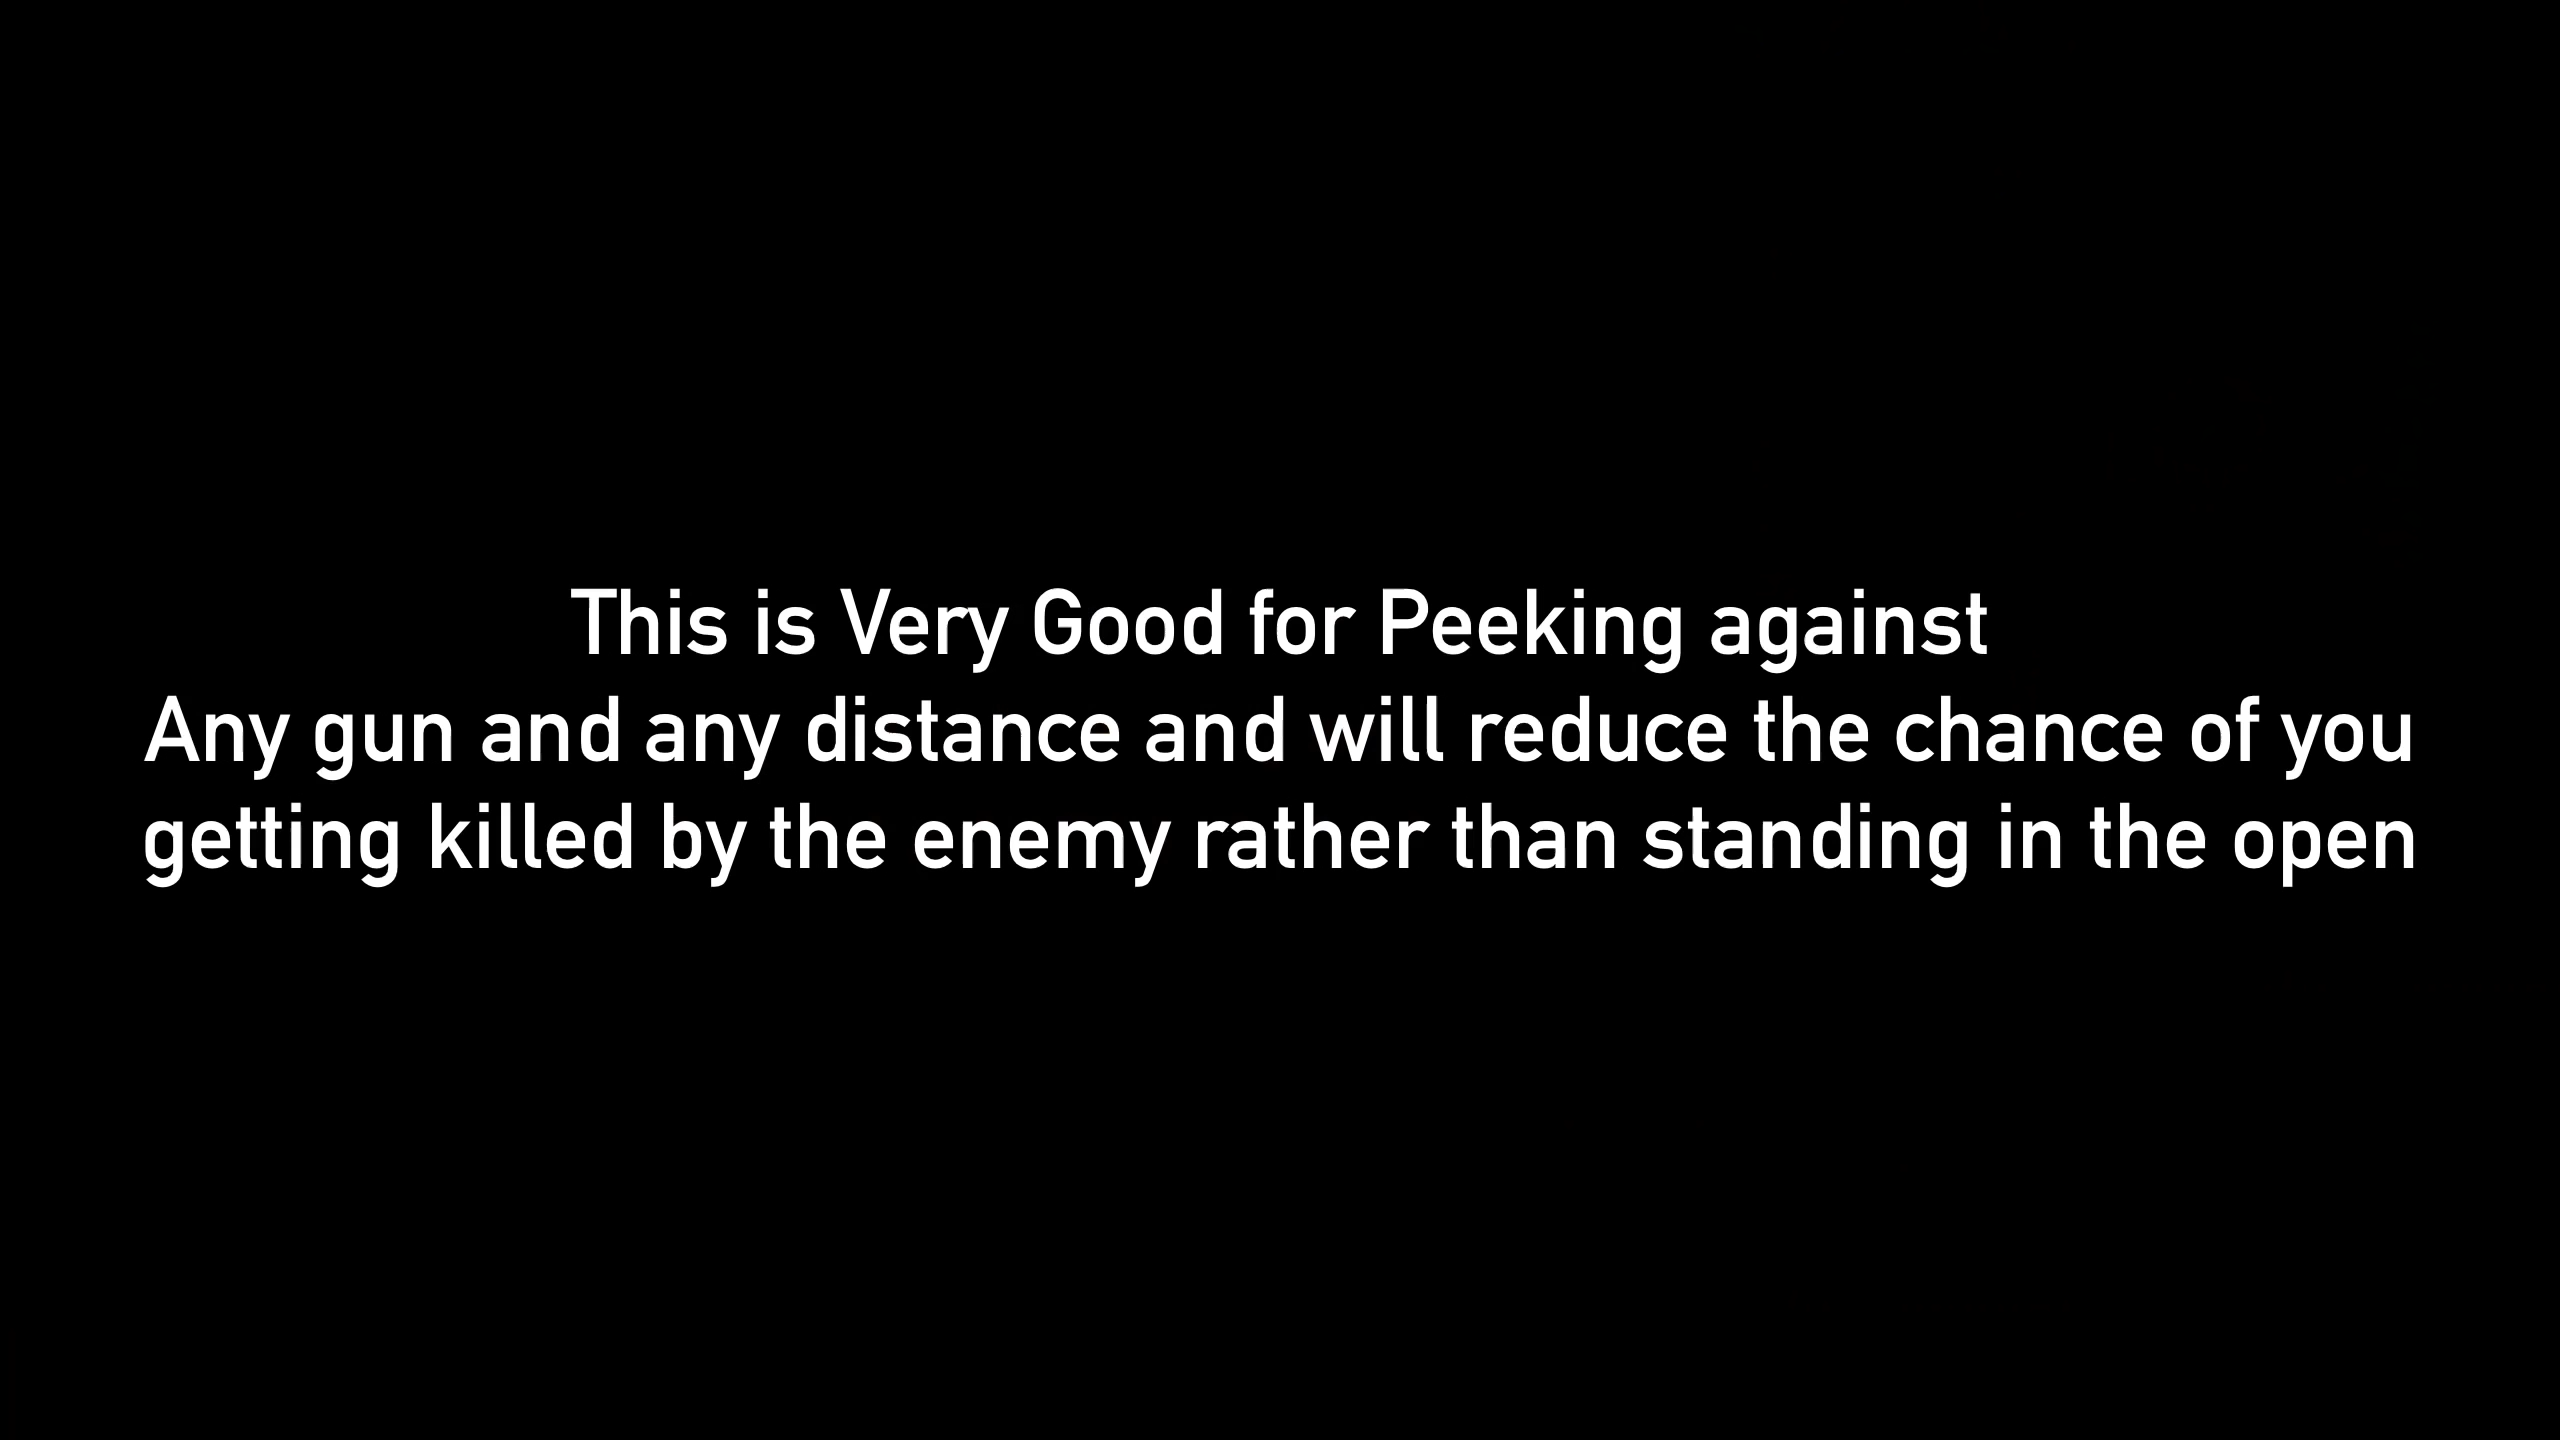 This is Very Good for Peeking against
Any gun and any distance and will reduce the chance of you
getting killed by the enemy rather than standing in the open